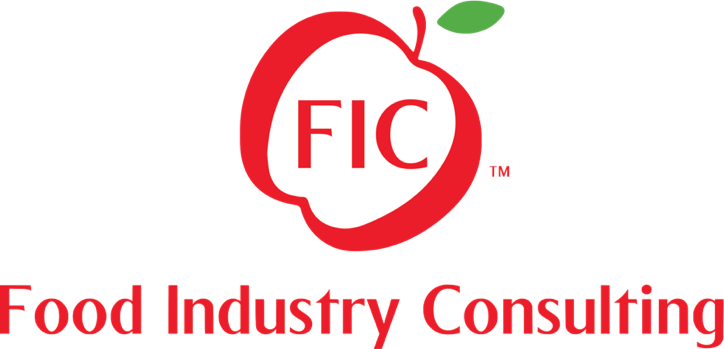 FIC
™
Food Industry Consulting